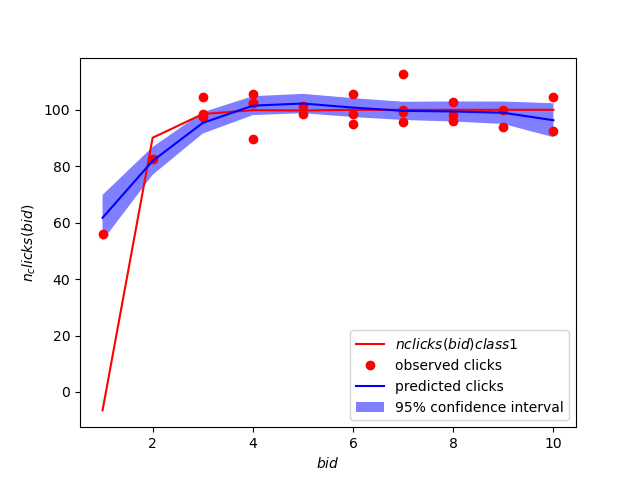 100
80
60
40
20
0
n_clicks(bid)
2
4
6
8
10
bid
nclicks(bid)class1
observed clicks
predicted clicks
95% confidence interval